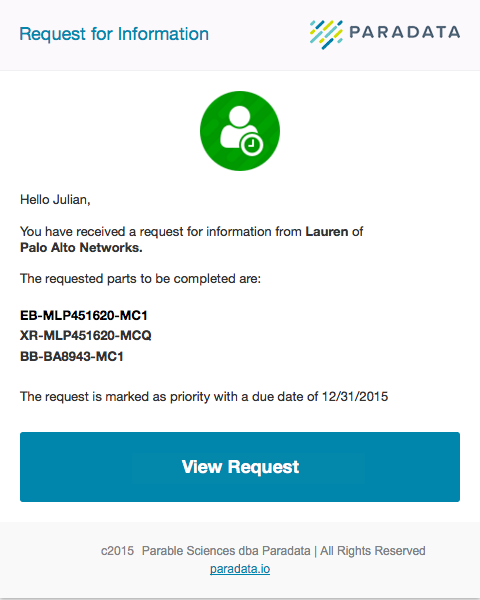 Request for Information
PARADATA
Hello Julian,
You have received a request for information from Lauren of
Palo Alto Networks.
The requested parts to be completed are:
EB-MLP451620-MC1
XR-MLP451620-MCQ
BB-BA8943-MC1
The request is marked as priority with a due date of 12/31/2015
View Request
c2015 Parable Sciences dba Paradata | All Rights Reserved
paradata.io